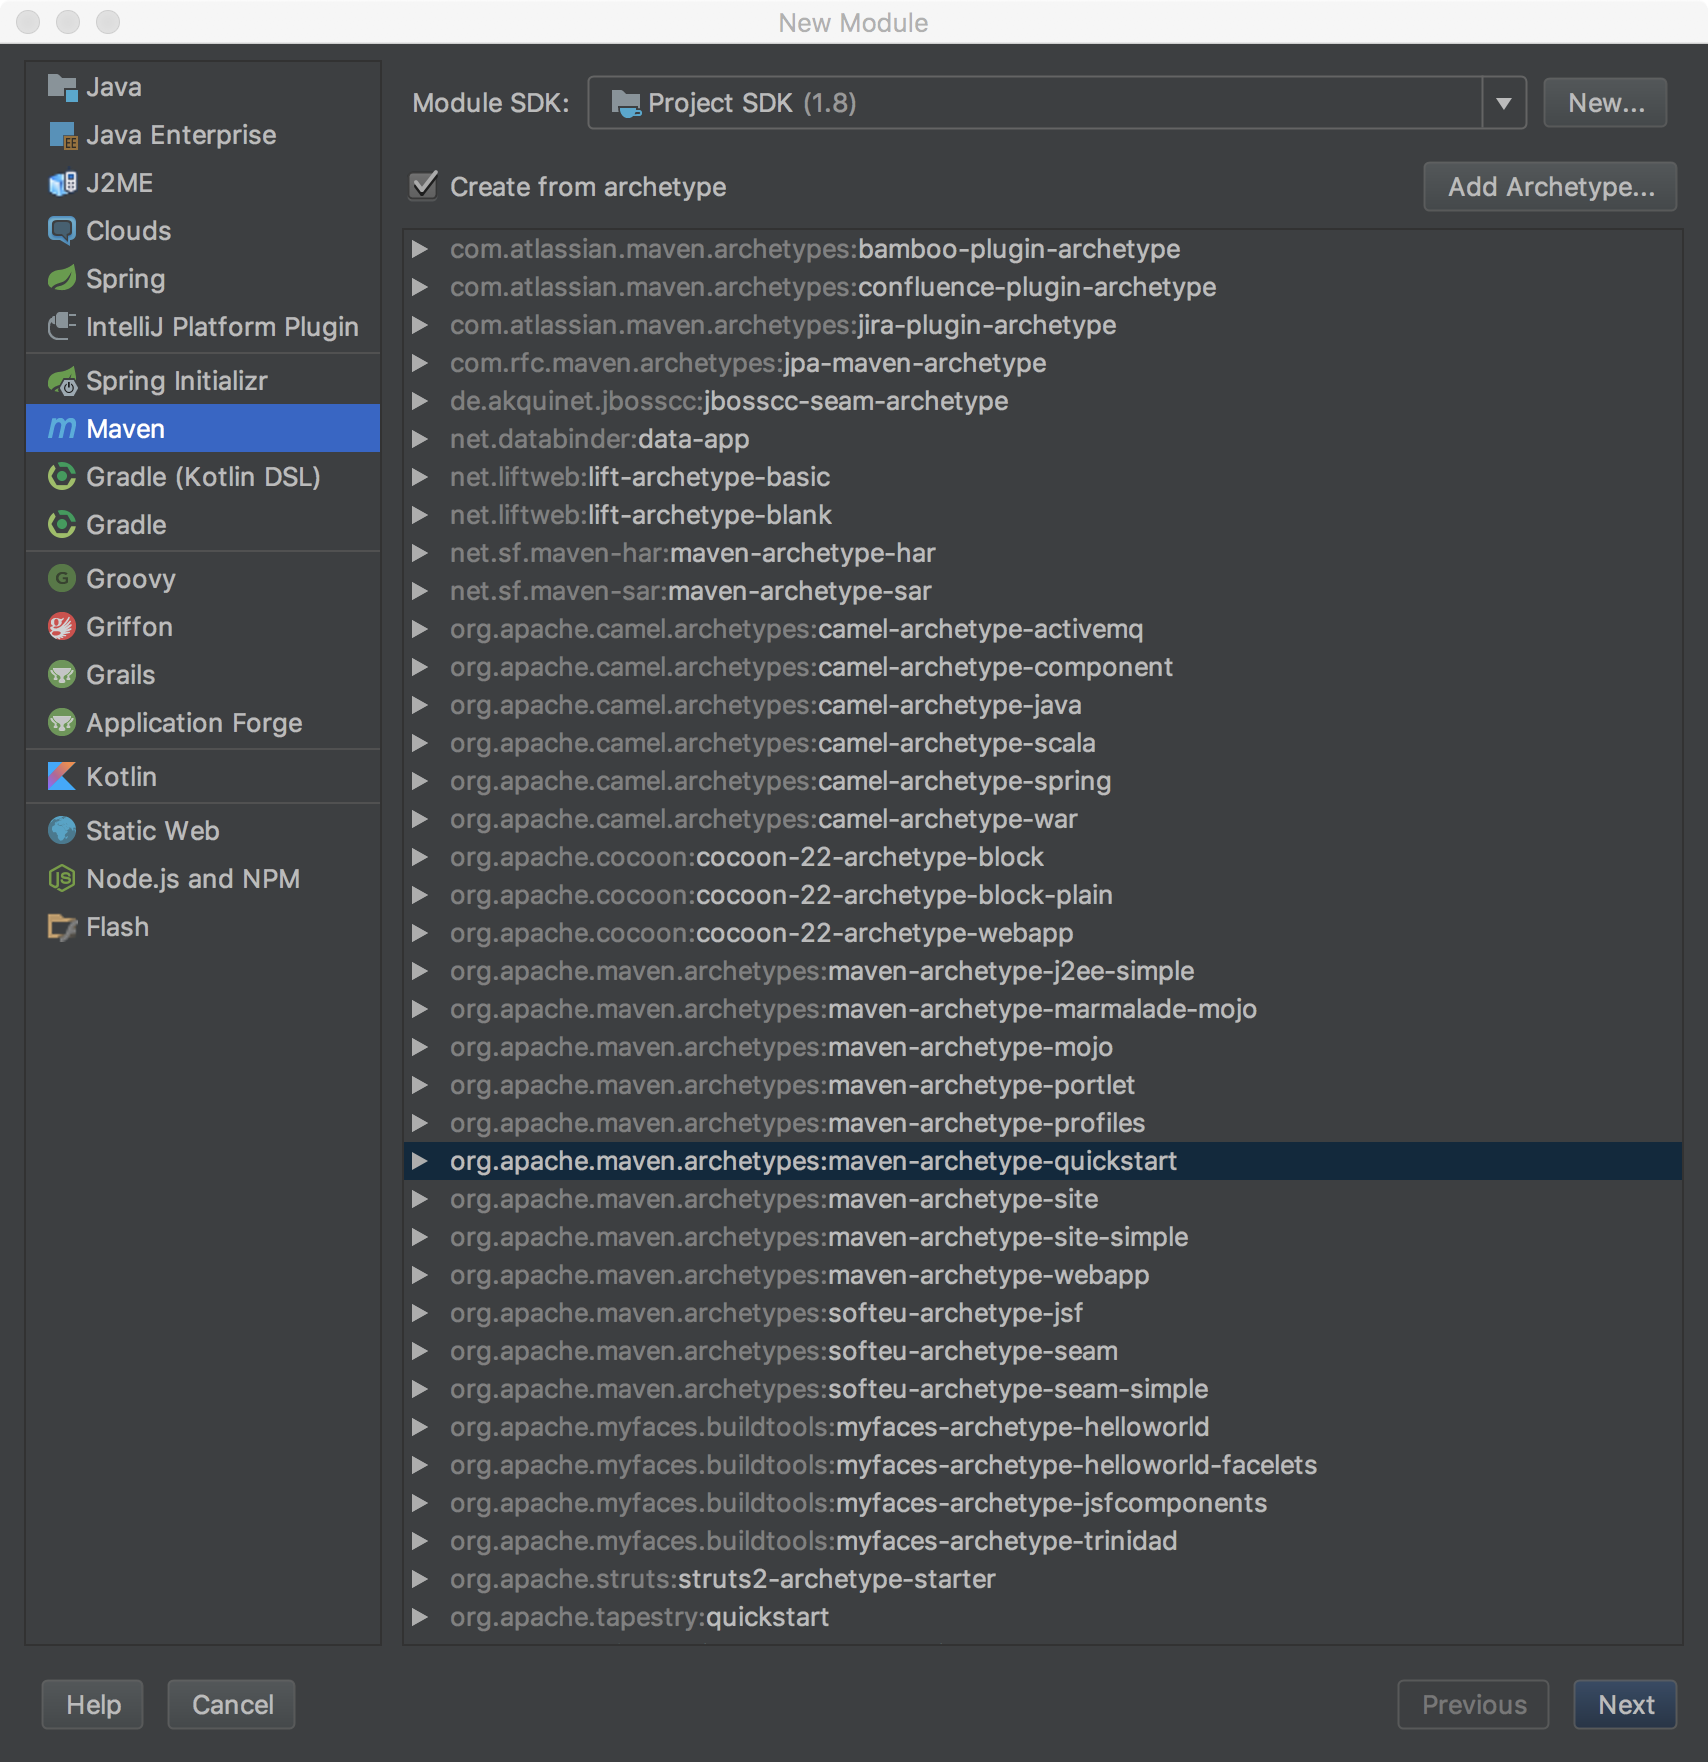 New Module
Java
Java Enterprise
J2ME
Clouds
Spring
IntelliJ Platform Plugin
Spring Initializr
Maven
Gradle (Kotlin DSL)
Gradle
Groovy
Griffon
Grails
Application Forge
Kotlin
Static Web
Node.js and NPM
Flash
Module SDK: Project SDK (1.8) New...
Create from archetype Add Archetype...
com.atlassian.maven.archetypes:bamboo-plugin-archetype
com.atlassian.maven.archetypes:confluence-plugin-archetype
com.atlassian.maven.archetypes:jira-plugin-archetype
com.rfc.maven.archetypes:jpa-maven-archetype
de.akquinet.jbosscc:jbosscc-seam-archetype
net.databinder:data-app
net.liftweb:lift-archetype-basic
net.liftweb:lift-archetype-blank
net.sf.maven-har:maven-archetype-har
net.sf.maven-sar:maven-archetype-sar
org.apache.camel.archetypes:camel-archetype-activemq
org.apache.camel.archetypes:camel-archetype-component
org.apache.camel.archetypes:camel-archetype-java
org.apache.camel.archetypes:camel-archetype-scala
org.apache.camel.archetypes:camel-archetype-spring
org.apache.camel.archetypes:camel-archetype-war
org.apache.cocoon:cocoon-22-archetype-block
org.apache.cocoon:cocoon-22-archetype-block-plain
org.apache.cocoon:cocoon-22-archetype-webapp
org.apache.maven.archetypes:maven-archetype-j2ee-simple
org.apache.maven.archetypes:maven-archetype-marmalade-mojo
org.apache.maven.archetypes:maven-archetype-mojo
org.apache.maven.archetypes:maven-archetype-portlet
org.apache.maven.archetypes:maven-archetype-profiles
org.apache.maven.archetypes:maven-archetype-quickstart
org.apache.maven.archetypes:maven-archetype-site
org.apache.maven.archetypes:maven-archetype-site-simple
org.apache.maven.archetypes:maven-archetype-webapp
org.apache.maven.archetypes:softeu-archetype-jsf
org.apache.maven.archetypes:softeu-archetype-seam
org.apache.maven.archetypes:softeu-archetype-seam-simple
org.apache.myfaces.buildtools:myfaces-archetype-helloworld
org.apache.myfaces.buildtools:myfaces-archetype-helloworld-facelets
org.apache.myfaces.buildtools:myfaces-archetype-jsfcomponents
org.apache.myfaces.buildtools:myfaces-archetype-trinidad
org.apache.struts:struts2-archetype-starter
org.apache.tapestry:quickstart
Help Cancel Previous Next